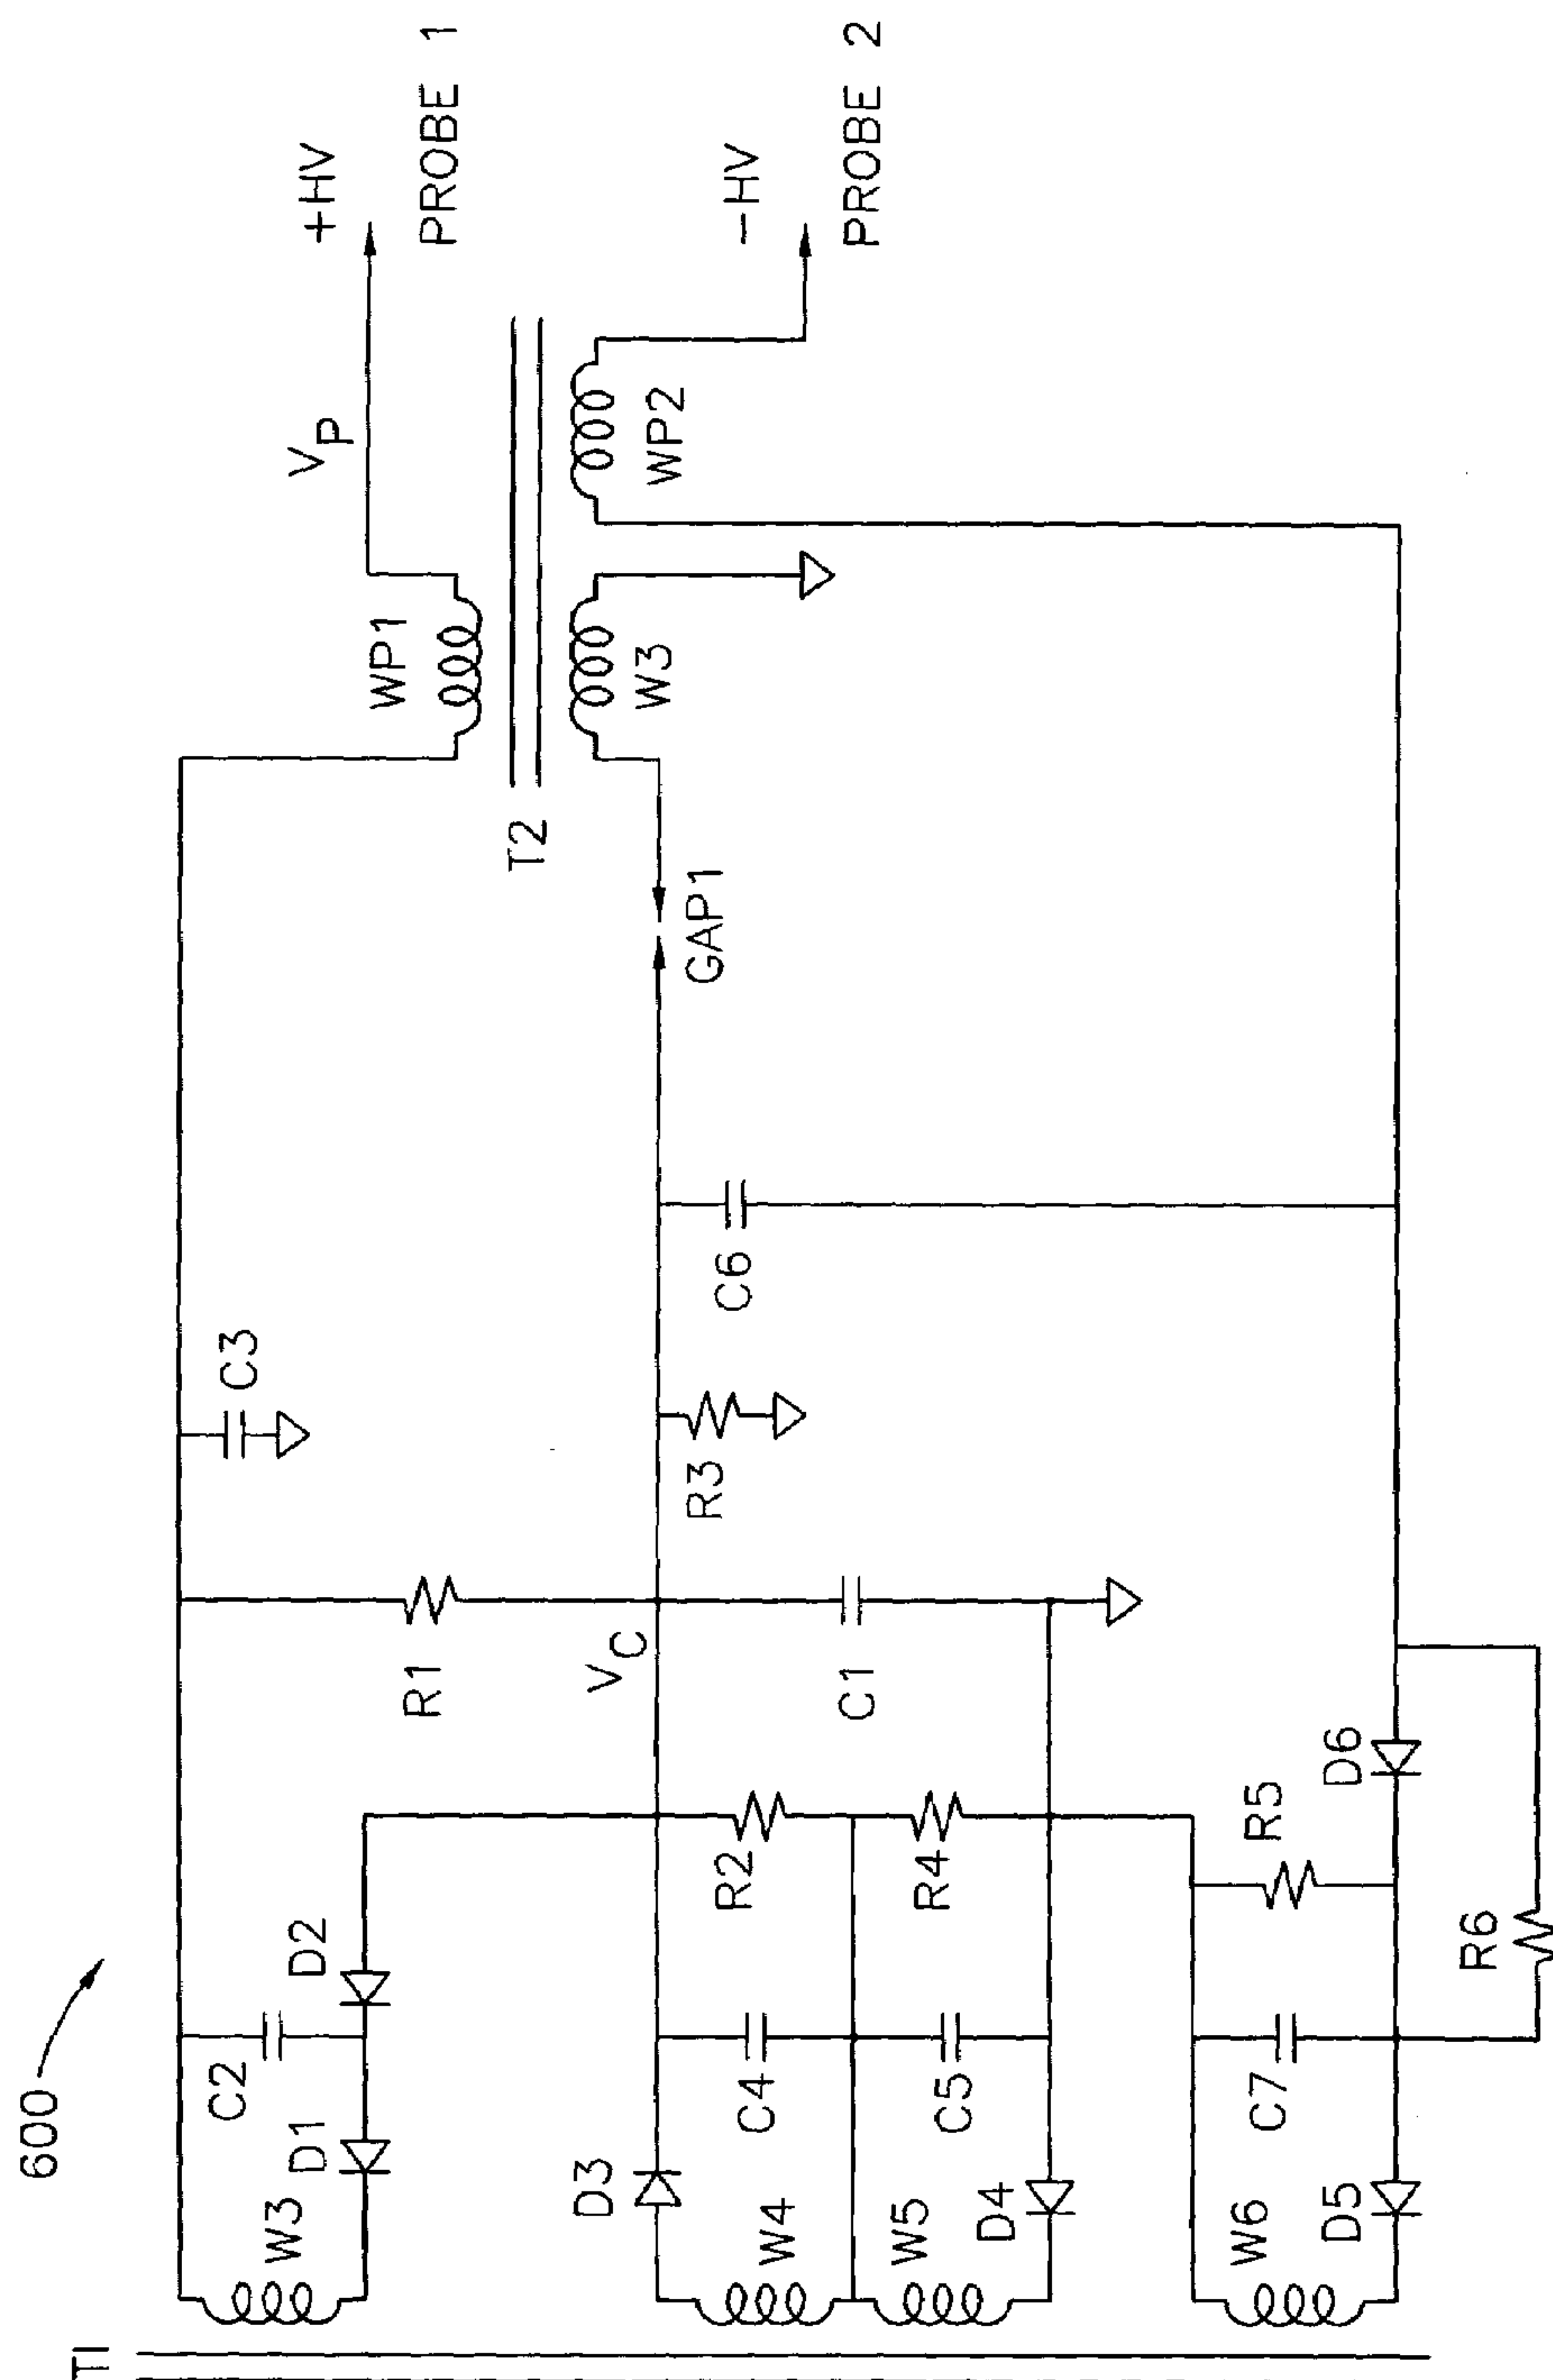 600
T1
W3
C2
D1
D2
R1
C3
V_C
D3
W4
C4
R2
W5
C5
R4
D4
C1
R3
C6
GAP1
W6
C7
R5
D5
D6
R6
T2
WP1
W3
WP2
V_P
+HV
PROBE 1
−HV
PROBE 2